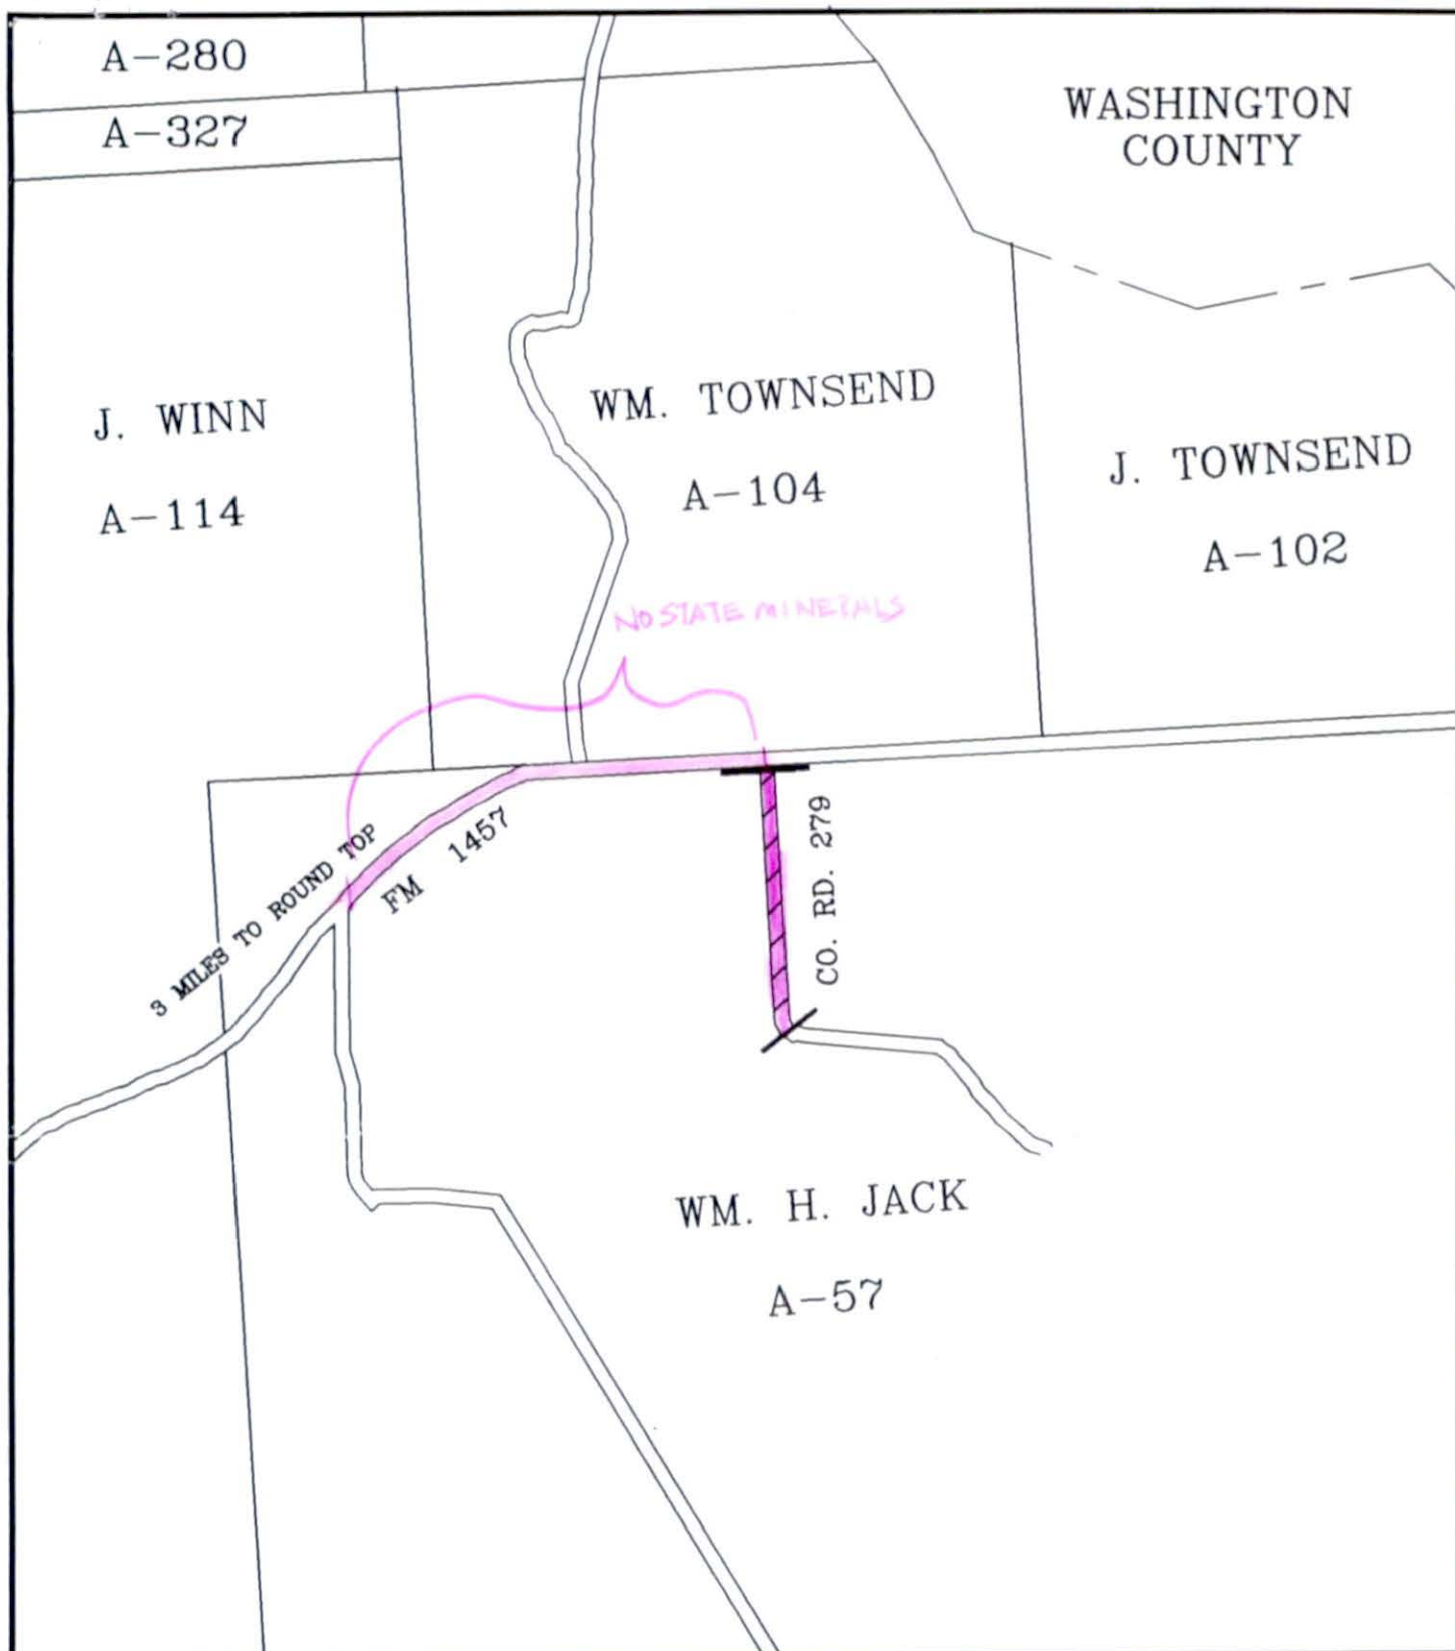 A-280
A-327
WASHINGTON
COUNTY
J. WINN
A-114
WM. TOWNSEND
A-104
J. TOWNSEND
A-102
NO STATE MINERALS
3 MILES TO ROUND TOP
FM 1457
CO. RD. 279
WM. H. JACK
A-57